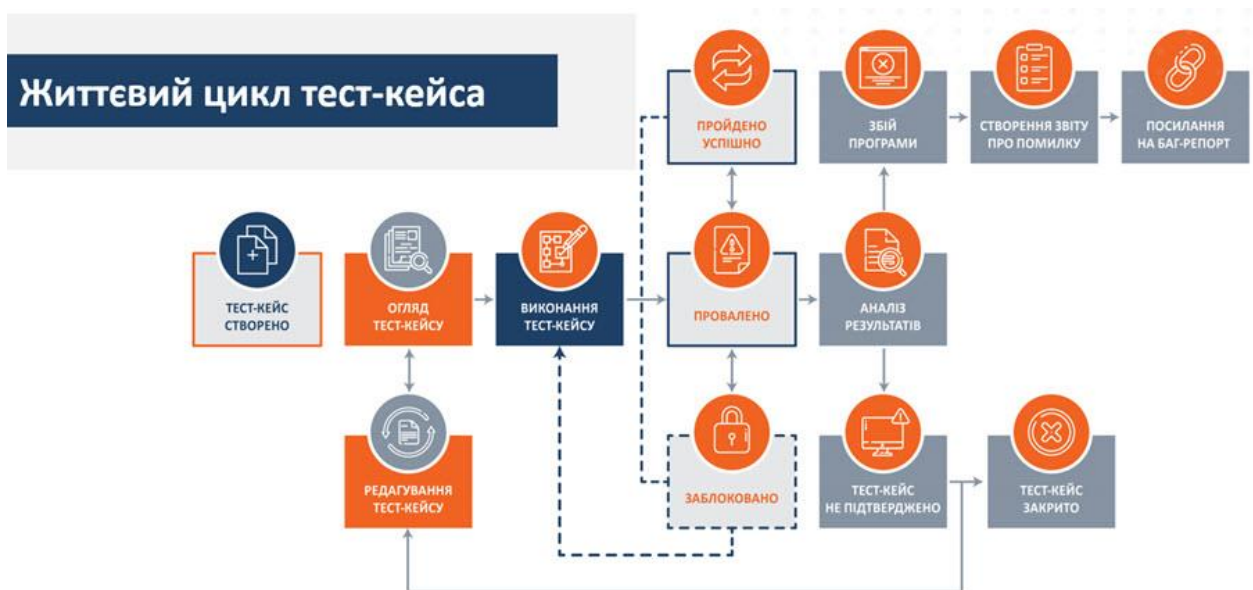 Життєвий цикл тест-кейса
ПРОЙДЕНО
УСПІШНО
ЗБІЙ
ПРОГРАМИ
СТВОРЕННЯ ЗВІТУ
ПРО ПОМИЛКУ
ПОСИЛАННЯ
НА БАГ-РЕПОРТ
ТЕСТ-КЕЙС
СТВОРЕНО
ОГЛЯД
ТЕСТ-КЕЙСУ
ВИКОНАННЯ
ТЕСТ-КЕЙСУ
ПРОВАЛЕНО
АНАЛІЗ
РЕЗУЛЬТАТІВ
РЕДАГУВАННЯ
ТЕСТ-КЕЙСУ
ЗАБЛОКОВАНО
ТЕСТ-КЕЙС
НЕ ПІДТВЕРДЖЕНО
ТЕСТ-КЕЙС
ЗАКРИТО